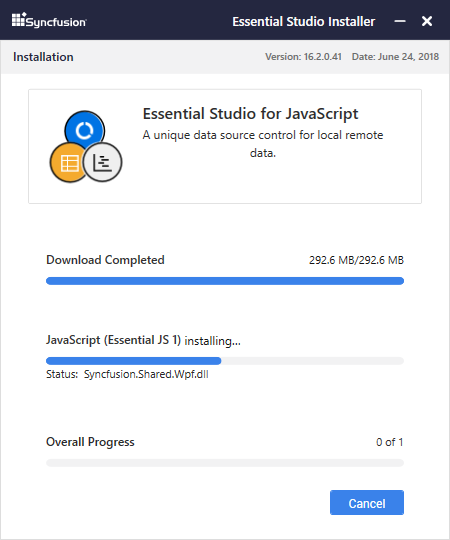 Syncfusion Essential Studio Installer
Installation Version: 16.2.0.41 Date: June 24, 2018
Essential Studio for JavaScript
A unique data source control for local remote
data.
Download Completed 292.6 MB/292.6 MB
JavaScript (Essential JS 1) installing...
Status: Syncfusion.Shared.Wpf.dll
Overall Progress 0 of 1
Cancel